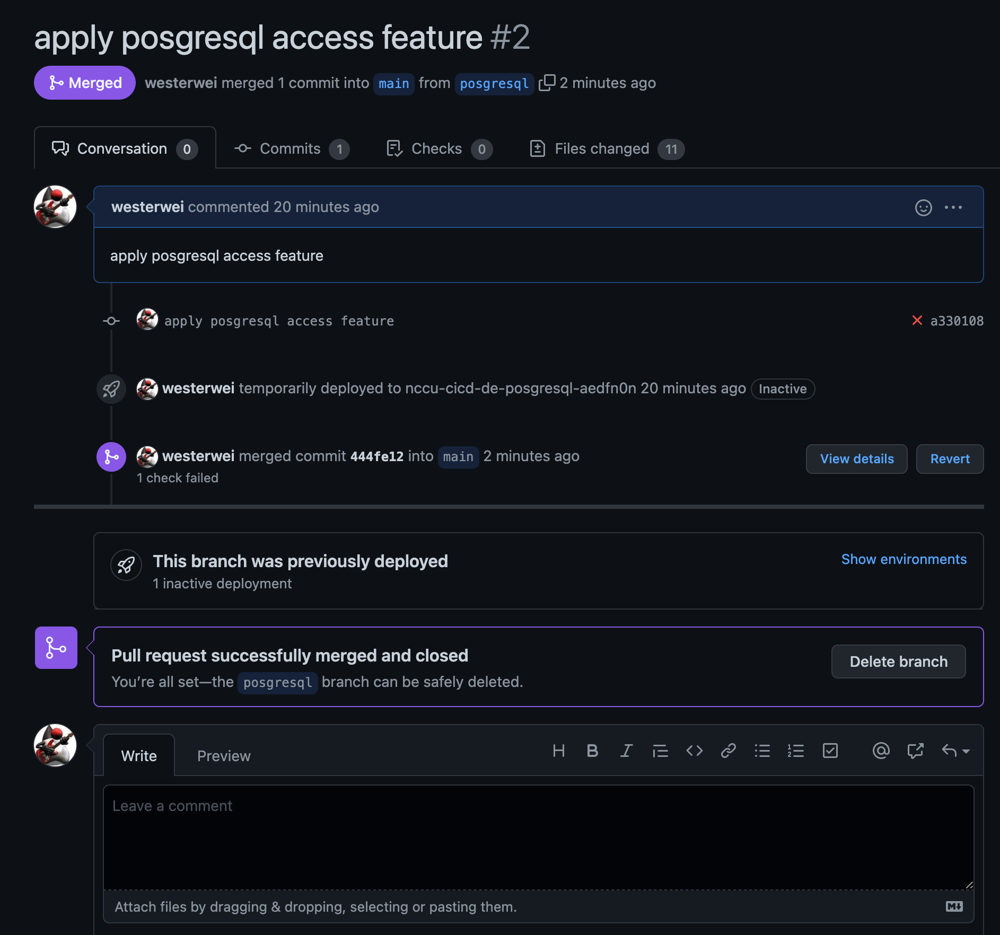 apply posgresql access feature #2
Merged westerwei merged 1 commit into main from posgresql 2 minutes ago
Conversation 0 Commits 1 Checks 0 Files changed 11
westerwei commented 20 minutes ago
apply posgresql access feature
apply posgresql access feature a330108
westerwei temporarily deployed to nccu-cicd-de-posgresql-aedfn0n 20 minutes ago Inactive
westerwei merged commit 444fe12 into main 2 minutes ago View details Revert
1 check failed
This branch was previously deployed Show environments
1 inactive deployment
Pull request successfully merged and closed Delete branch
You’re all set—the posgresql branch can be safely deleted.
Write Preview
Leave a comment
Attach files by dragging & dropping, selecting or pasting them.